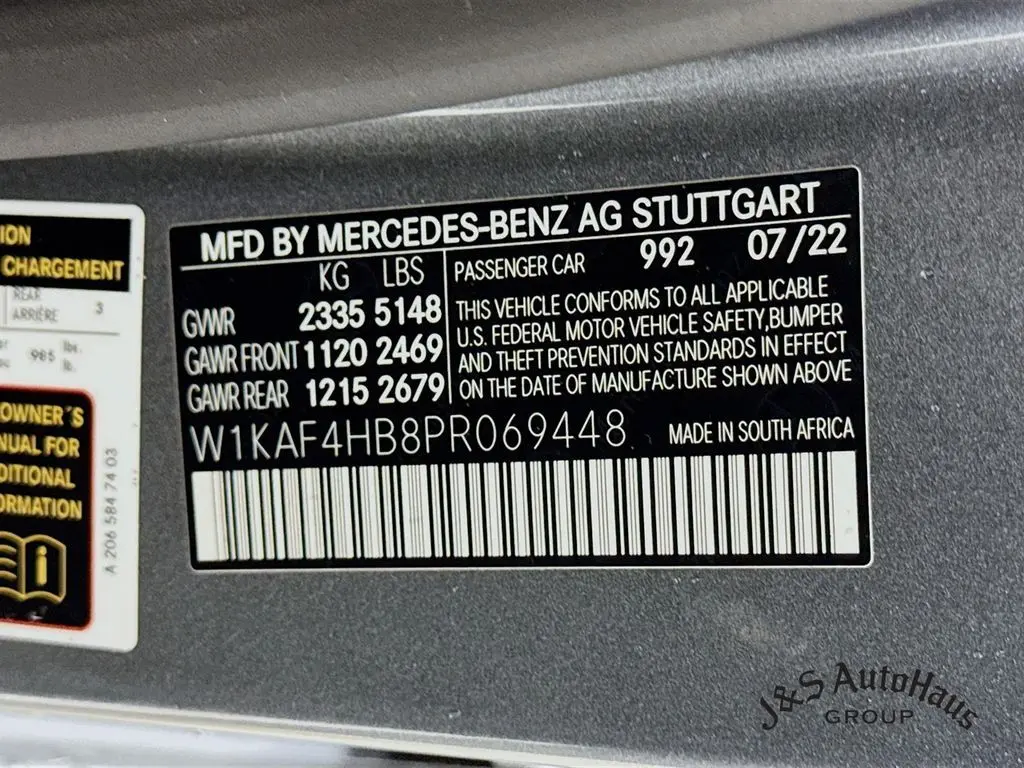 ION
CHARGEMENT
REAR
ARRIÈRE 3
985 lbs.
lb.
OWNER´S
NUAL FOR
DITIONAL
ORMATION
A 206 584 74 03
MFD BY MERCEDES-BENZ AG STUTTGART
KG LBS
GVWR 2335 5148
GAWR FRONT 1120 2469
GAWR REAR 1215 2679
PASSENGER CAR 992 07/22
THIS VEHICLE CONFORMS TO ALL APPLICABLE
U.S. FEDERAL MOTOR VEHICLE SAFETY,BUMPER
AND THEFT PREVENTION STANDARDS IN EFFECT
ON THE DATE OF MANUFACTURE SHOWN ABOVE
W1KAF4HB8PR069448 MADE IN SOUTH AFRICA
J&S AutoHaus
GROUP